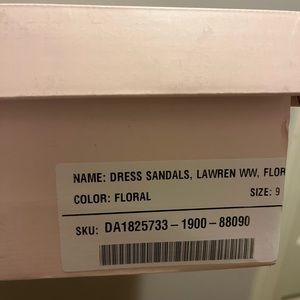 NAME: DRESS SANDALS, LAWREN WW, FLOR
COLOR: FLORAL SIZE: 9
SKU: DA1825733-1900-88090